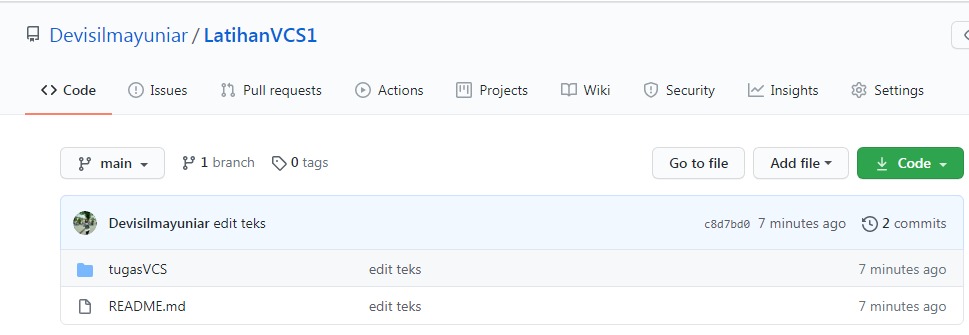 Devisilmayuniar / LatihanVCS1
Code Issues Pull requests Actions Projects Wiki Security Insights Settings
main 1 branch 0 tags Go to file Add file Code
Devisilmayuniar edit teks c8d7bd0 7 minutes ago 2 commits
tugasVCS edit teks 7 minutes ago
README.md edit teks 7 minutes ago